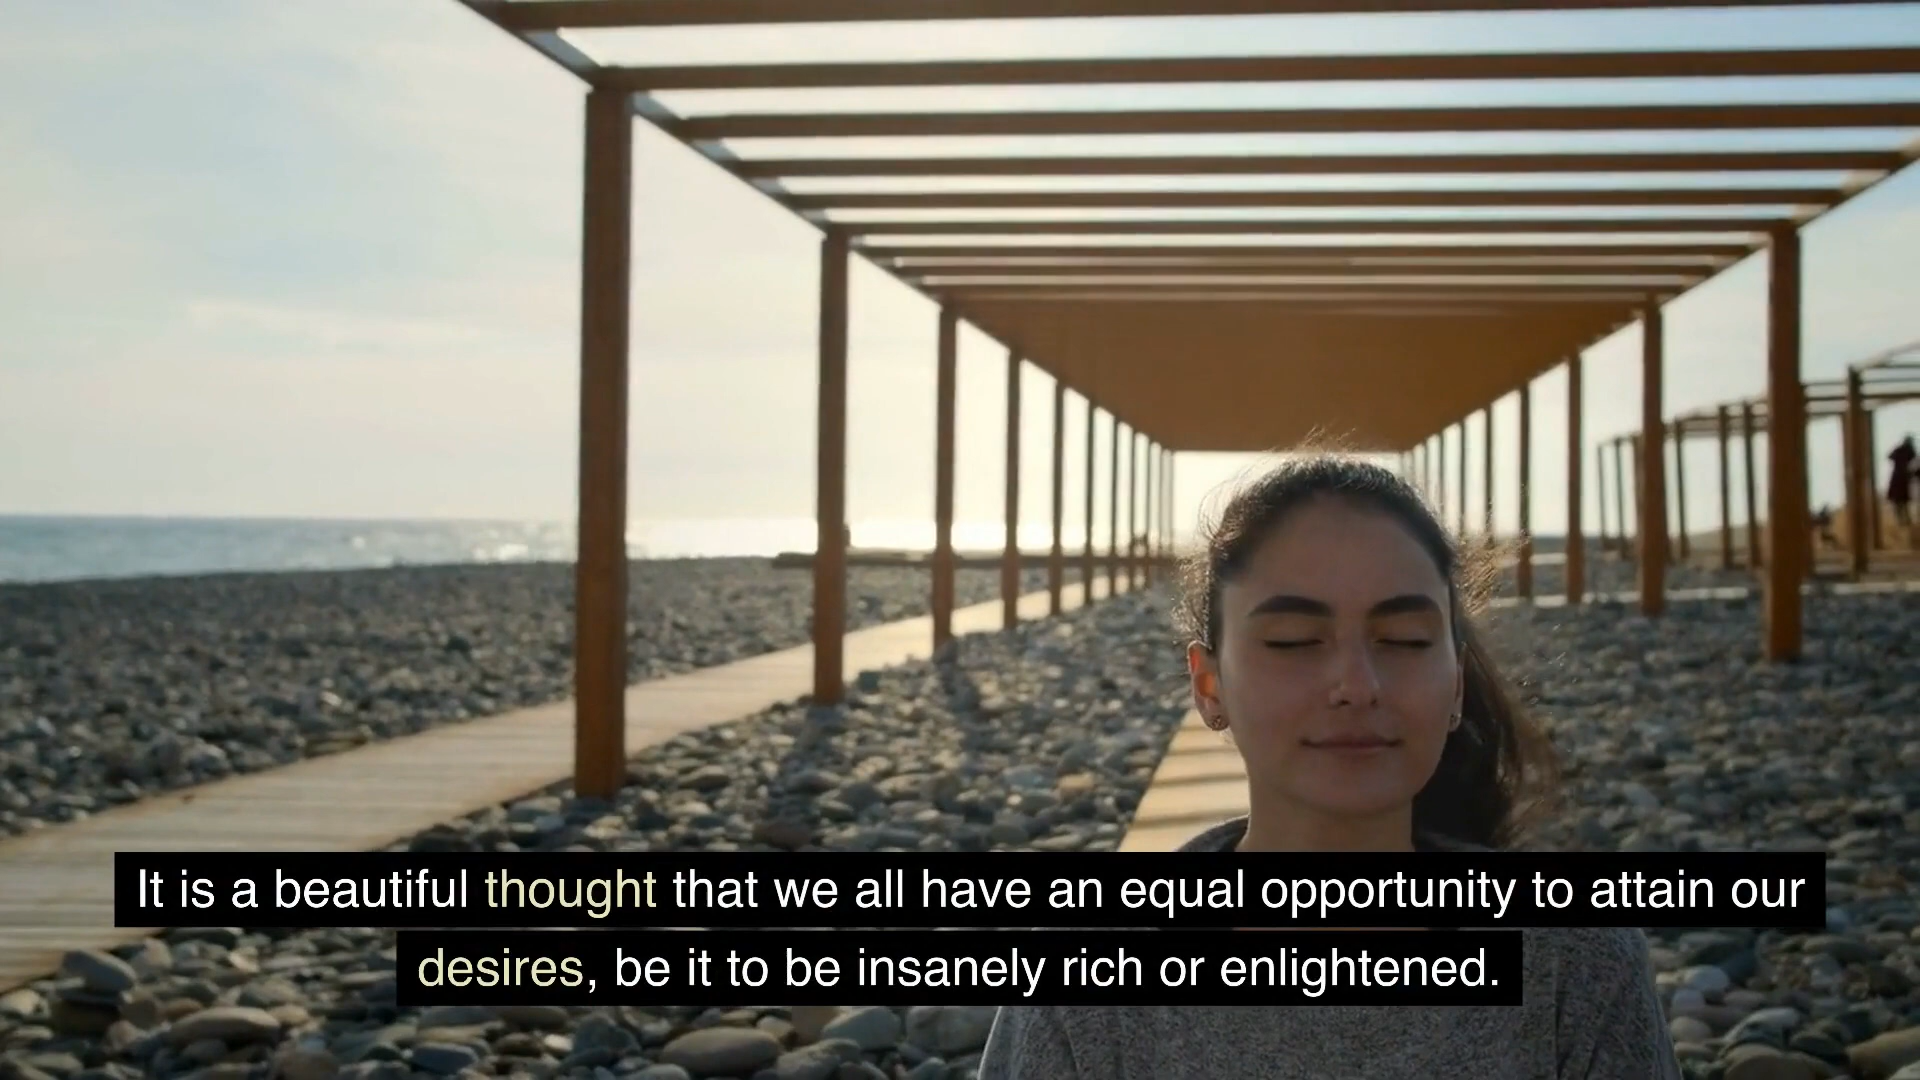 It is a beautiful thought that we all have an equal opportunity to attain our
desires, be it to be insanely rich or enlightened.